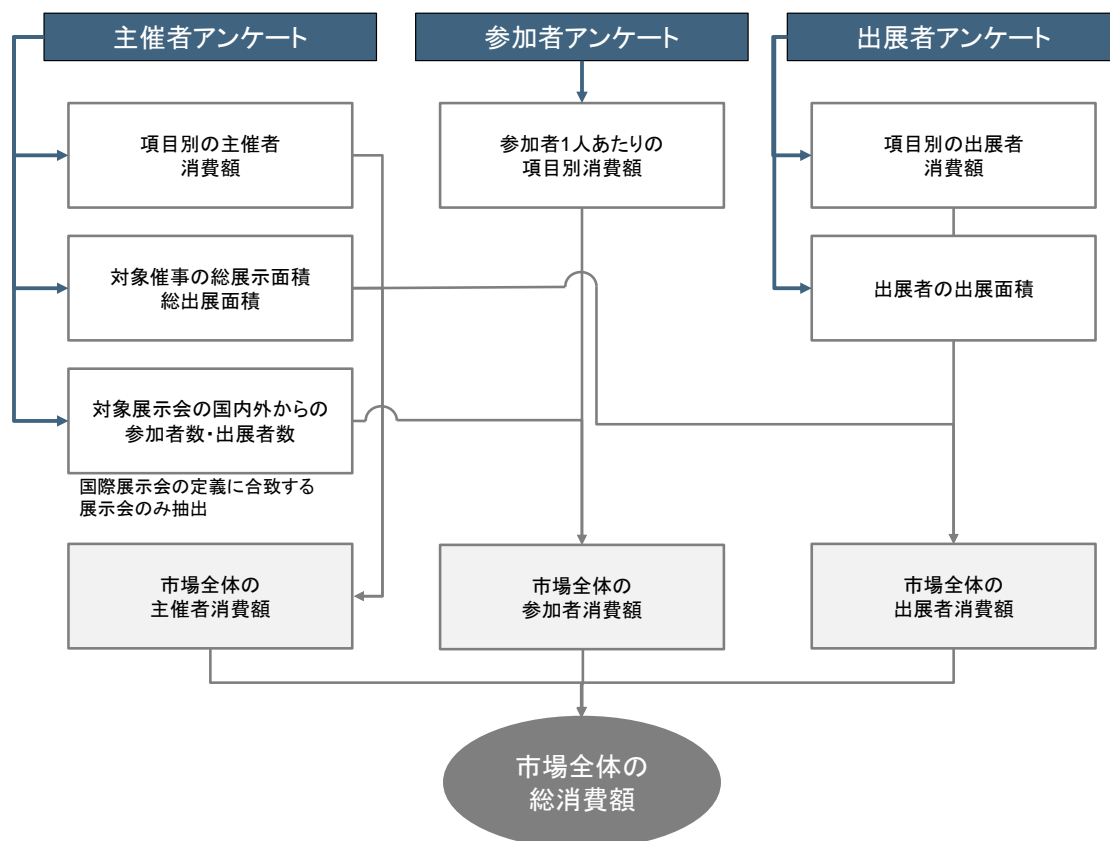 主催者アンケート
参加者アンケート
出展者アンケート
項目別の主催者
消費額
参加者1人あたりの
項目別消費額
項目別の出展者
消費額
対象催事の総展示面積
総出展面積
出展者の出展面積
対象展示会の国内外からの
参加者数・出展者数
国際展示会の定義に合致する
展示会のみ抽出
市場全体の
主催者消費額
市場全体の
参加者消費額
市場全体の
出展者消費額
市場全体の
総消費額